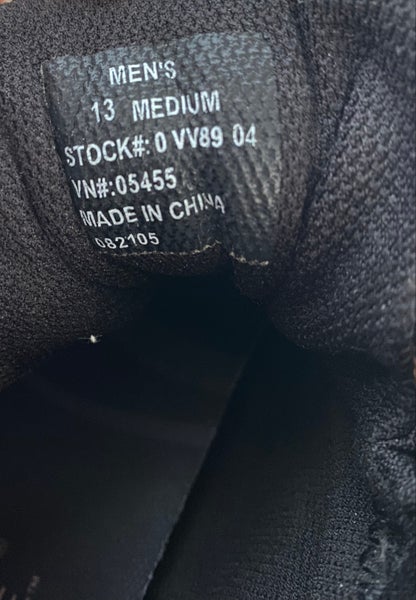 MEN'S
13 MEDIUM
STOCK#: 0 VV89 04
VN#:05455
MADE IN CHINA
082105